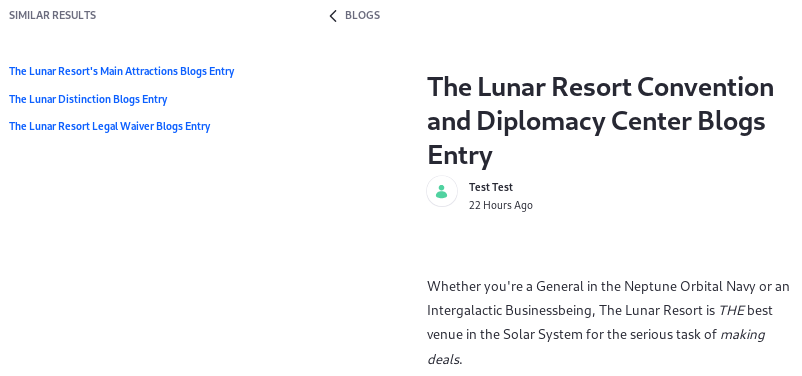 SIMILAR RESULTS
The Lunar Resort's Main Attractions Blogs Entry
The Lunar Distinction Blogs Entry
The Lunar Resort Legal Waiver Blogs Entry
BLOGS
The Lunar Resort Convention
and Diplomacy Center Blogs
Entry
Test Test
22 Hours Ago
Whether you're a General in the Neptune Orbital Navy or an
Intergalactic Businessbeing, The Lunar Resort is THE best
venue in the Solar System for the serious task of making
deals.